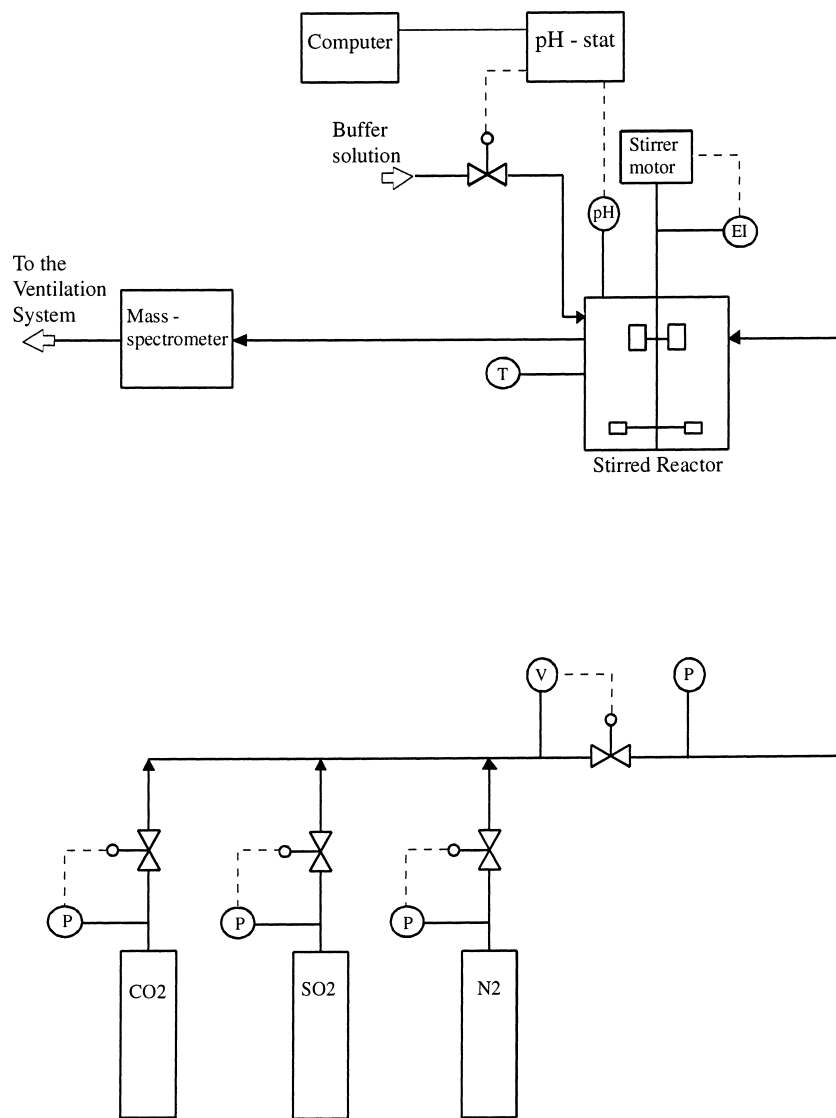 Computer
pH - stat
Buffer
solution
Stirrer
motor
pH
EI
To the
Ventilation
System
Mass -
spectrometer
T
Stirred Reactor
V
P
P
P
P
CO2
SO2
N2